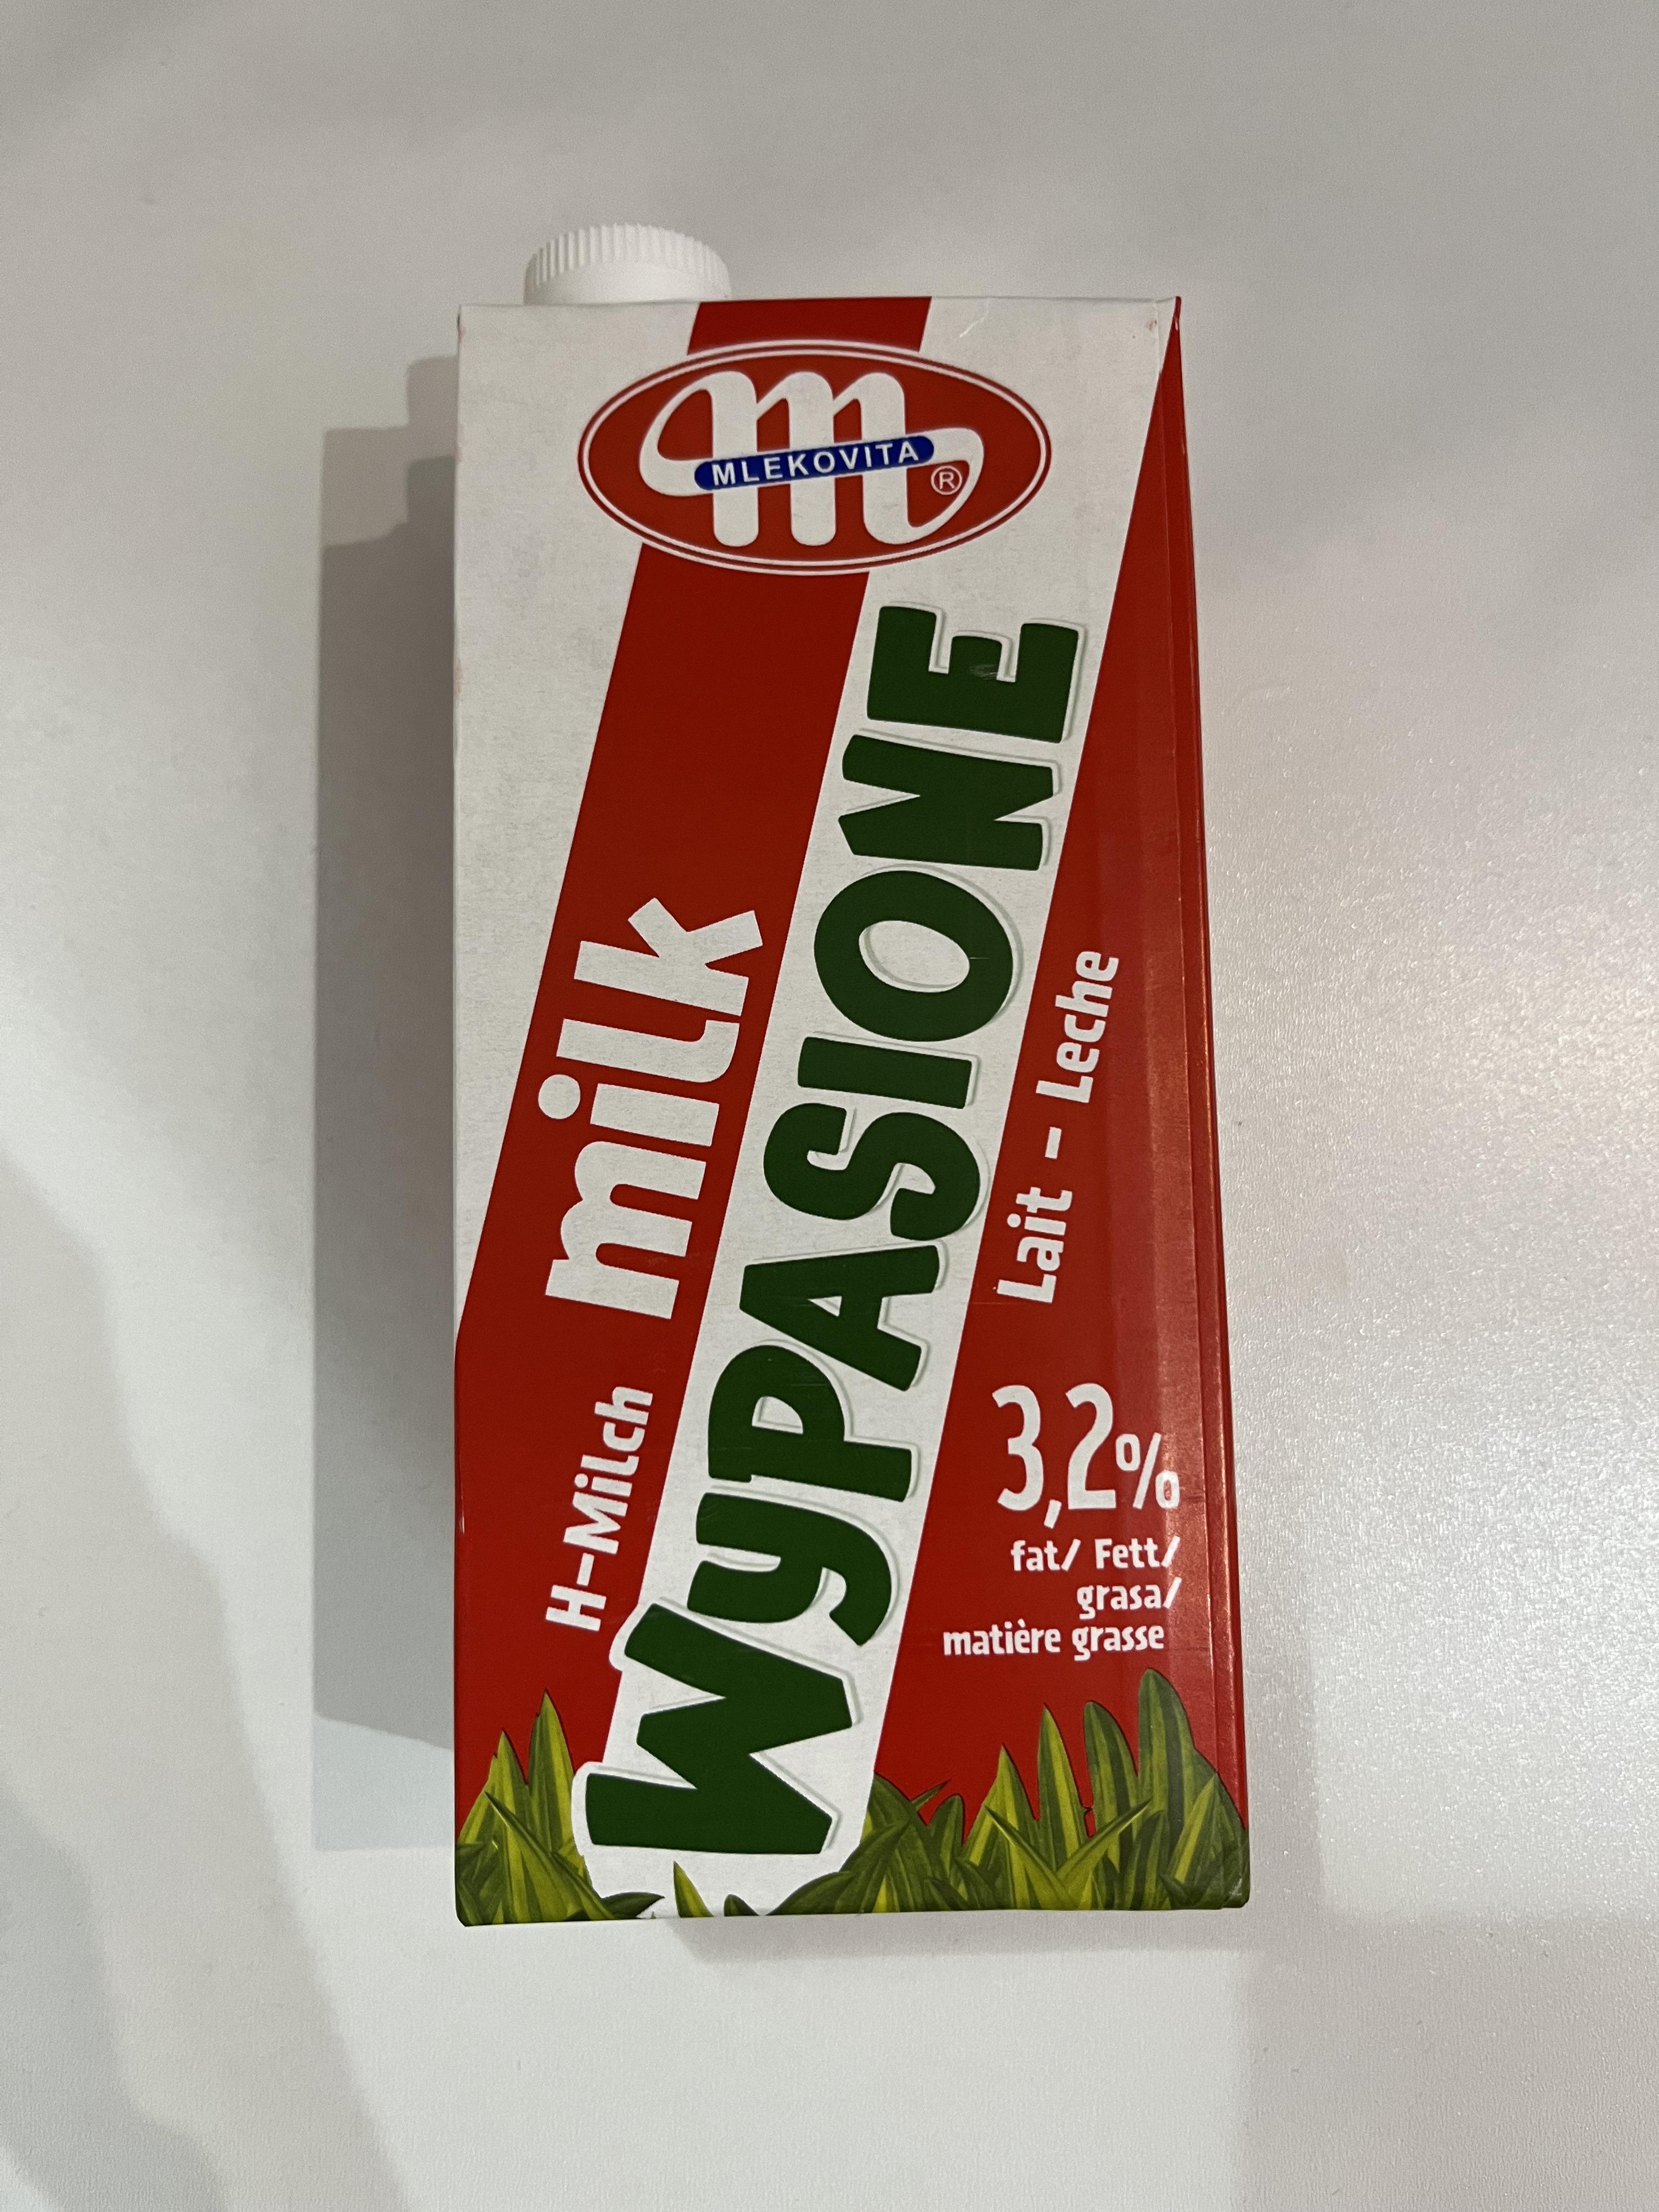 MLEKOVITA
®
H-Milch milk
Wypasione
Lait - Leche
3,2%
fat/ Fett/
grasa/
matière grasse